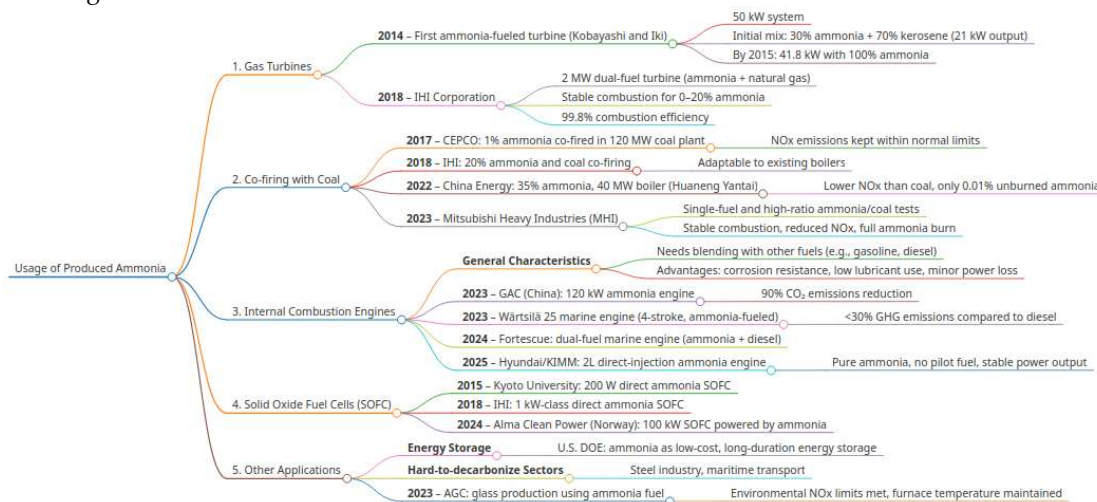 Usage of Produced Ammonia
1. Gas Turbines
2014 – First ammonia-fueled turbine (Kobayashi and Iki)
50 kW system
Initial mix: 30% ammonia + 70% kerosene (21 kW output)
By 2015: 41.8 kW with 100% ammonia
2018 – IHI Corporation
2 MW dual-fuel turbine (ammonia + natural gas)
Stable combustion for 0–20% ammonia
99.8% combustion efficiency
2. Co-firing with Coal
2017 – CEPCO: 1% ammonia co-fired in 120 MW coal plant
NOx emissions kept within normal limits
2018 – IHI: 20% ammonia and coal co-firing
Adaptable to existing boilers
2022 – China Energy: 35% ammonia, 40 MW boiler (Huaneng Yantai)
Lower NOx than coal, only 0.01% unburned ammonia
2023 – Mitsubishi Heavy Industries (MHI)
Single-fuel and high-ratio ammonia/coal tests
Stable combustion, reduced NOx, full ammonia burn
3. Internal Combustion Engines
General Characteristics
Needs blending with other fuels (e.g., gasoline, diesel)
Advantages: corrosion resistance, low lubricant use, minor power loss
2023 – GAC (China): 120 kW ammonia engine
90% CO₂ emissions reduction
2023 – Wärtsilä 25 marine engine (4-stroke, ammonia-fueled)
<30% GHG emissions compared to diesel
2024 – Fortescue: dual-fuel marine engine (ammonia + diesel)
2025 – Hyundai/KIMM: 2L direct-injection ammonia engine
Pure ammonia, no pilot fuel, stable power output
4. Solid Oxide Fuel Cells (SOFC)
2015 – Kyoto University: 200 W direct ammonia SOFC
2018 – IHI: 1 kW-class direct ammonia SOFC
2024 – Alma Clean Power (Norway): 100 kW SOFC powered by ammonia
5. Other Applications
Energy Storage
U.S. DOE: ammonia as low-cost, long-duration energy storage
Hard-to-decarbonize Sectors
Steel industry, maritime transport
2023 – AGC: glass production using ammonia fuel
Environmental NOx limits met, furnace temperature maintained